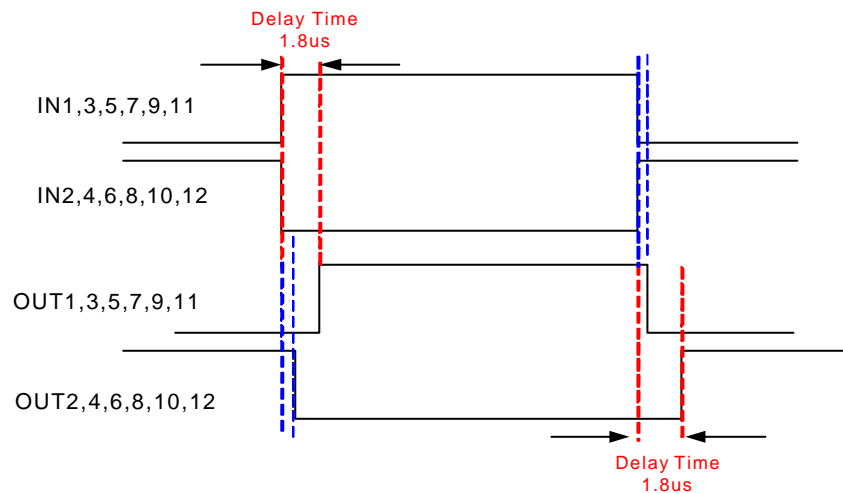 Delay Time
1.8us
IN1,3,5,7,9,11
IN2,4,6,8,10,12
OUT1,3,5,7,9,11
OUT2,4,6,8,10,12
Delay Time
1.8us